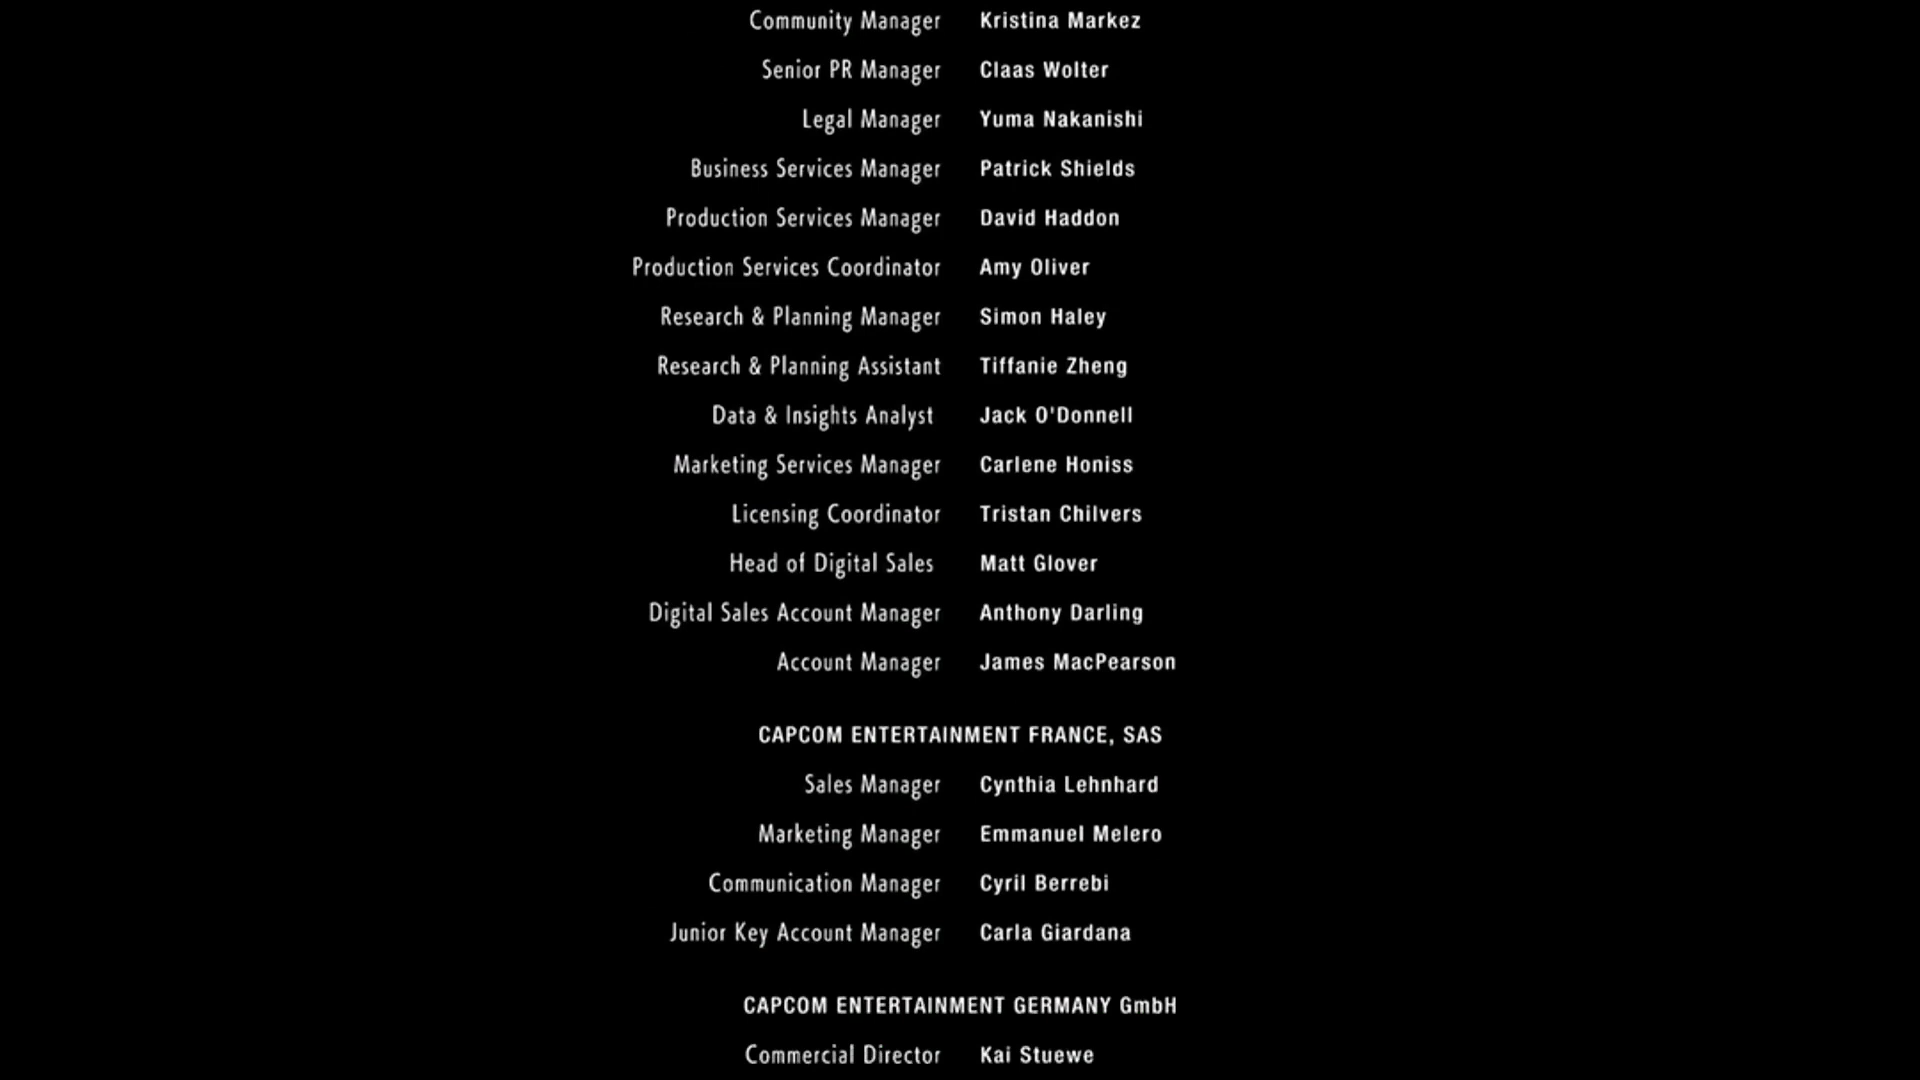 Community Manager Kristina Markez
Senior PR Manager Claas Wolter
Legal Manager Yuma Nakanishi
Business Services Manager Patrick Shields
Production Services Manager David Haddon
Production Services Coordinator Amy Oliver
Research & Planning Manager Simon Haley
Research & Planning Assistant Tiffanie Zheng
Data & Insights Analyst Jack O'Donnell
Marketing Services Manager Carlene Honiss
Licensing Coordinator Tristan Chilvers
Head of Digital Sales Matt Glover
Digital Sales Account Manager Anthony Darling
Account Manager James MacPearson
CAPCOM ENTERTAINMENT FRANCE, SAS
Sales Manager Cynthia Lehnhard
Marketing Manager Emmanuel Melero
Communication Manager Cyril Berrebi
Junior Key Account Manager Carla Giardana
CAPCOM ENTERTAINMENT GERMANY GmbH
Commercial Director Kai Stuewe